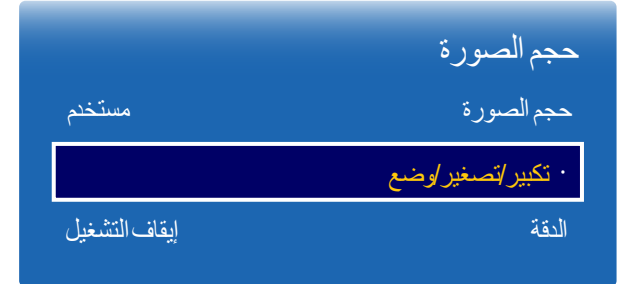 حجم الصورة
حجم الصورة مستخدم
· تكبير/تصغير/وضع
الدقة إيقاف التشغيل